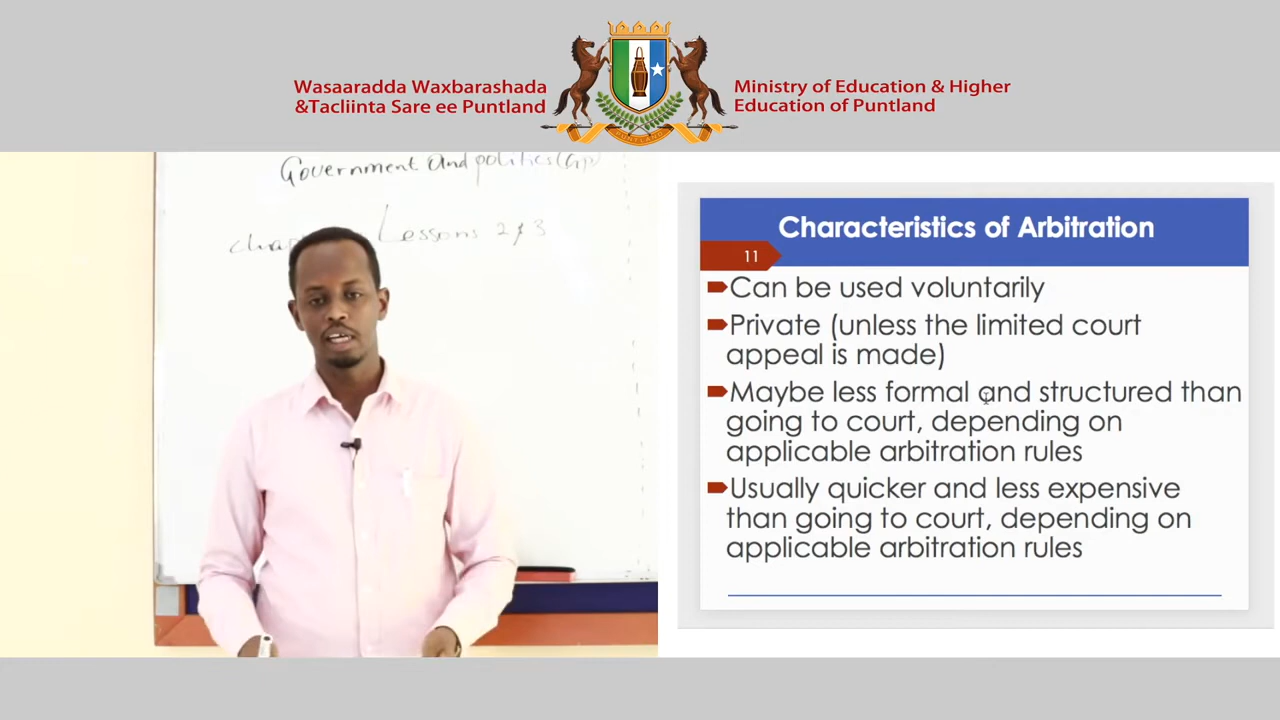 Wasaaradda Waxbarashada
&Tacliinta Sare ee Puntland
Ministry of Education & Higher
Education of Puntland
PUNTLAND
Government and politics(GP)
Lessons 2 & 3
Characteristics of Arbitration
11
Can be used voluntarily
Private (unless the limited court
appeal is made)
Maybe less formal and structured than
going to court, depending on
applicable arbitration rules
Usually quicker and less expensive
than going to court, depending on
applicable arbitration rules